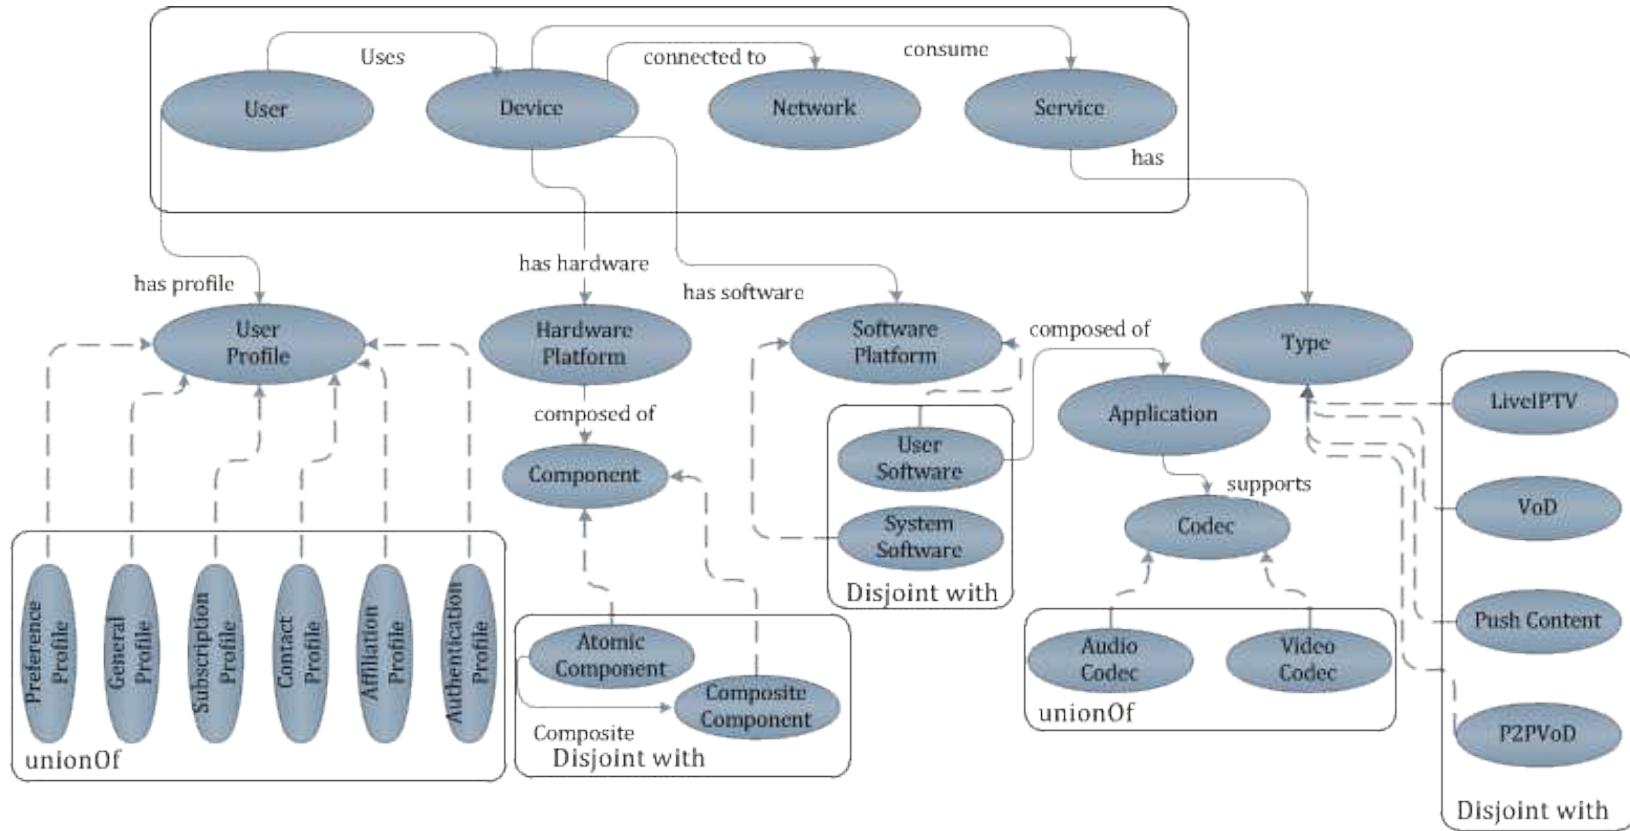 Uses
connected to
consume
User
Device
Network
Service
has
has profile
has hardware
has software
User
Profile
Hardware
Platform
Software
Platform
composed of
Type
composed of
Application
LiveIPTV
User
Software
Component
supports
VoD
System
Software
Codec
Disjoint with
Preference
Profile
General
Profile
Subscription
Profile
Contact
Profile
Affiliation
Profile
Authentication
Profile
unionOf
Atomic
Component
Composite
Component
Composite
Disjoint with
Audio
Codec
Video
Codec
unionOf
Push Content
P2PVoD
Disjoint with